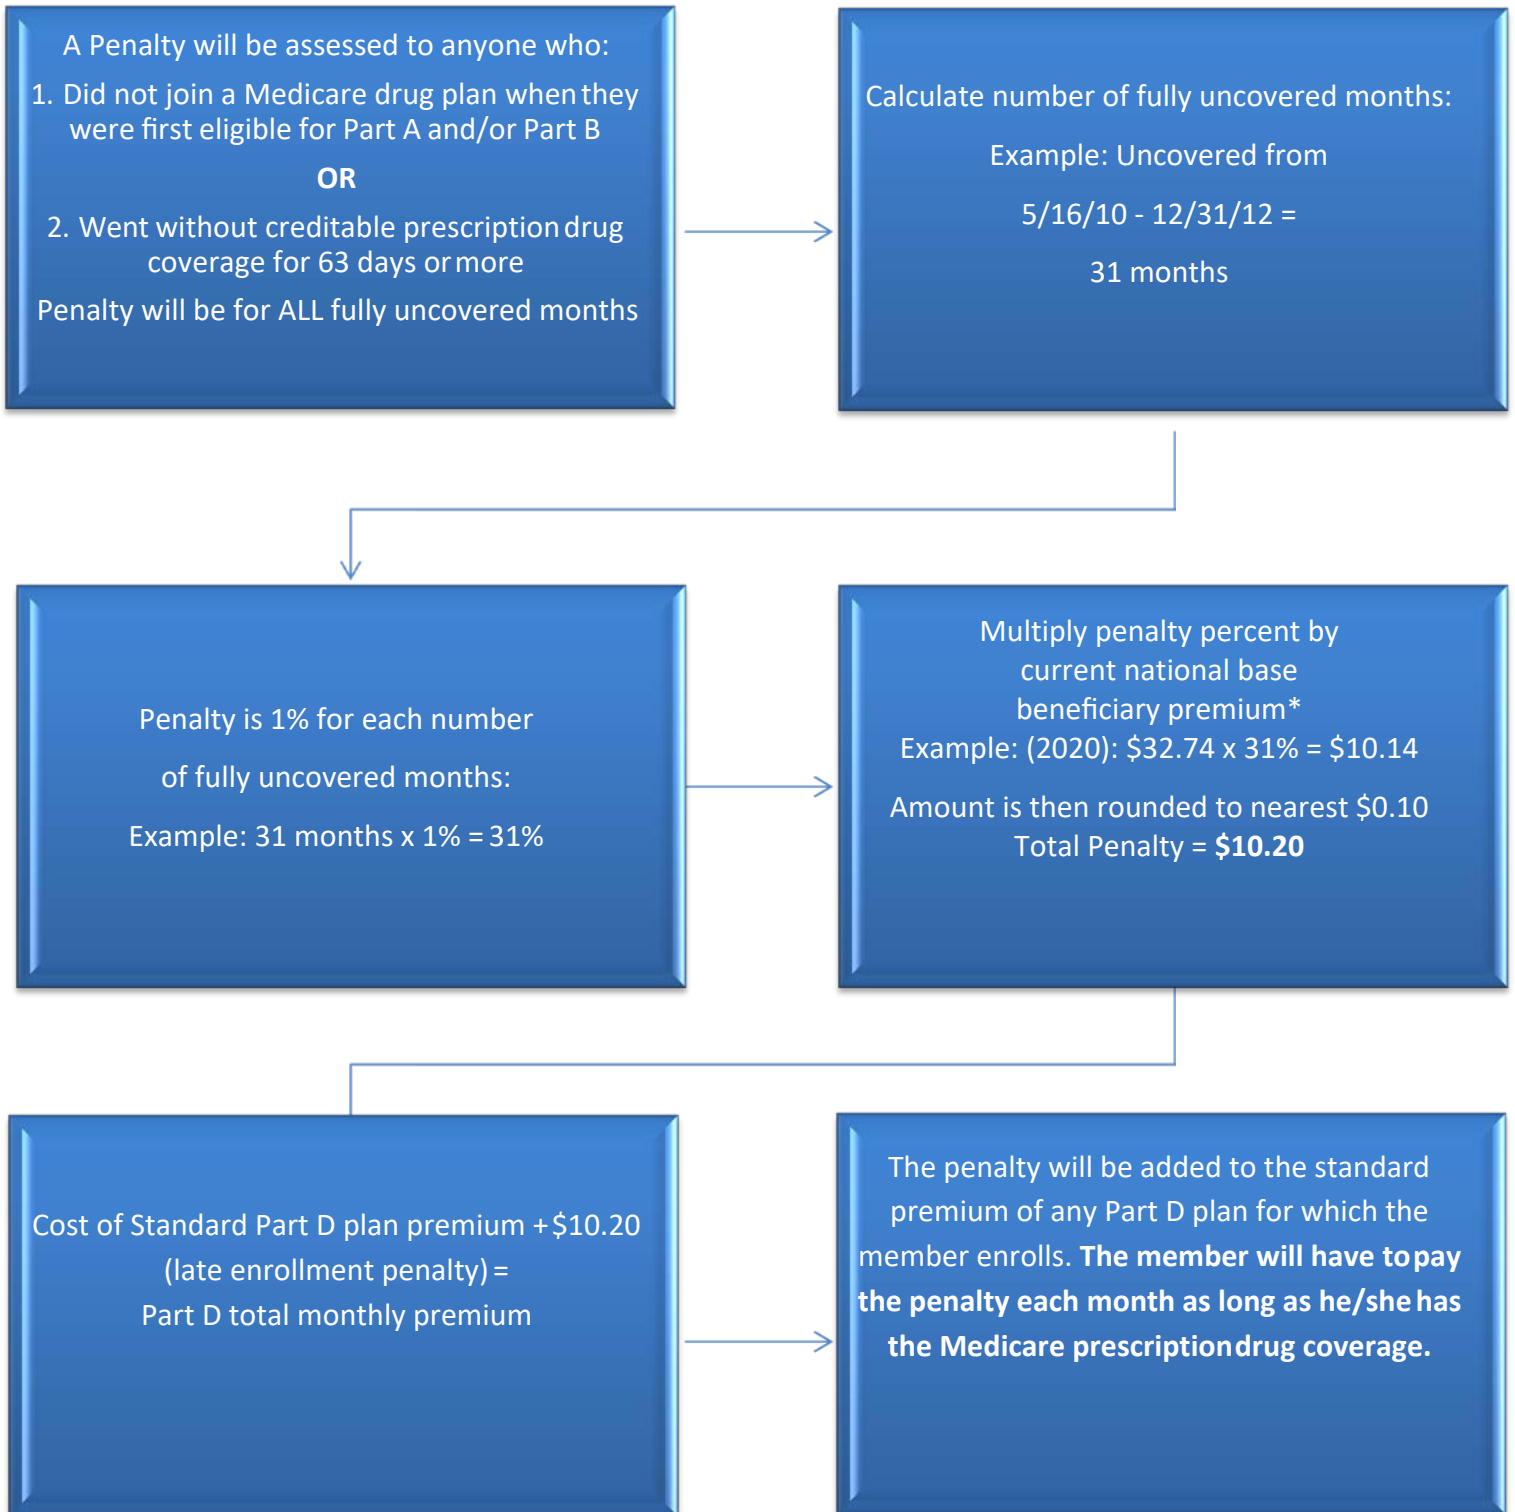 A Penalty will be assessed to anyone who:
1. Did not join a Medicare drug plan when they
were first eligible for Part A and/or Part B
OR
2. Went without creditable prescription drug
coverage for 63 days or more
Penalty will be for ALL fully uncovered months
Calculate number of fully uncovered months:
Example: Uncovered from
5/16/10 - 12/31/12 =
31 months
Penalty is 1% for each number
of fully uncovered months:
Example: 31 months x 1% = 31%
Multiply penalty percent by
current national base
beneficiary premium*
Example: (2020): $32.74 x 31% = $10.14
Amount is then rounded to nearest $0.10
Total Penalty = $10.20
Cost of Standard Part D plan premium + $10.20
(late enrollment penalty) =
Part D total monthly premium
The penalty will be added to the standard
premium of any Part D plan for which the
member enrolls. The member will have to pay
the penalty each month as long as he/she has
the Medicare prescription drug coverage.